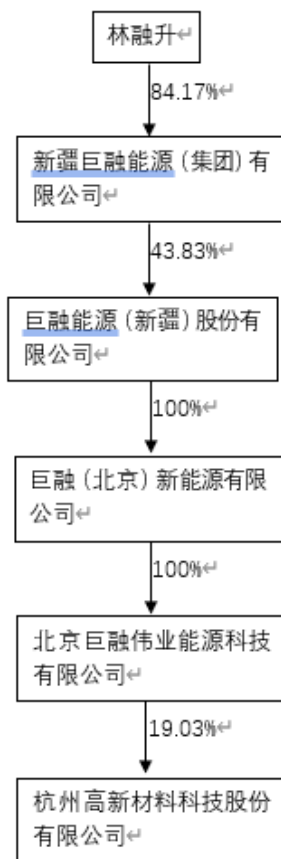 林融升↵
84.17%↵
新疆巨融能源（集团）有
限公司↵
43.83%↵
巨融能源（新疆）股份有
限公司↵
100%↵
巨融（北京）新能源有限
公司↵
100%↵
北京巨融伟业能源科技
有限公司↵
19.03%↵
杭州高新材料科技股份
有限公司↵